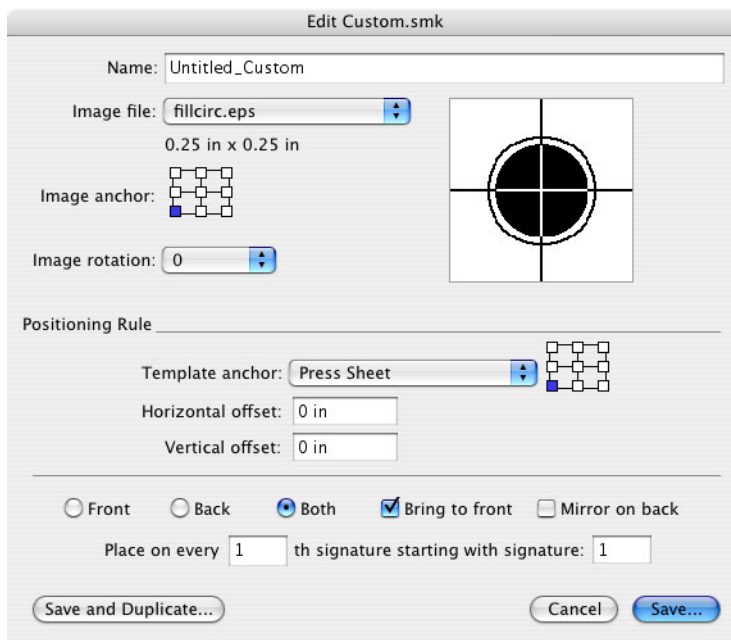 Edit Custom.smk
Name: Untitled_Custom
Image file: fillcirc.eps
0.25 in x 0.25 in
Image anchor:
Image rotation: 0
Positioning Rule
Template anchor: Press Sheet
Horizontal offset: 0 in
Vertical offset: 0 in
Front Back Both Bring to front Mirror on back
Place on every 1 th signature starting with signature: 1
Save and Duplicate... Cancel Save...